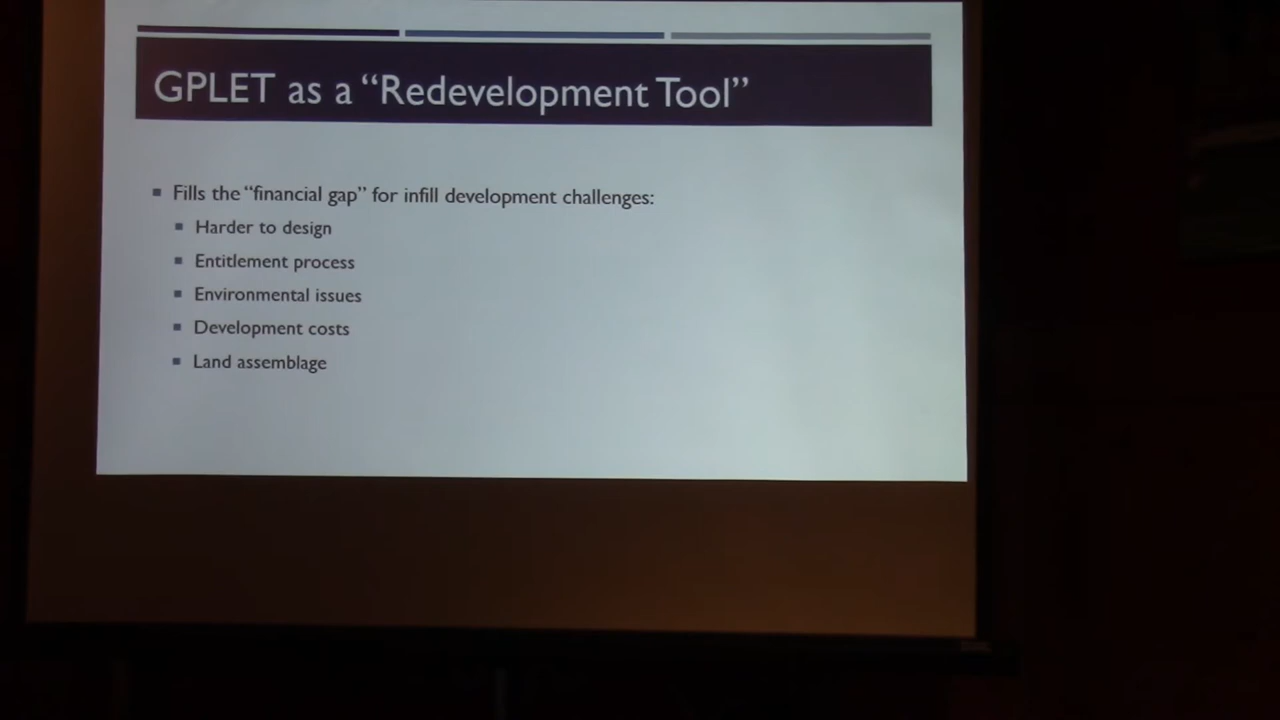 GPLET as a “Redevelopment Tool”
Fills the “financial gap” for infill development challenges:
Harder to design
Entitlement process
Environmental issues
Development costs
Land assemblage